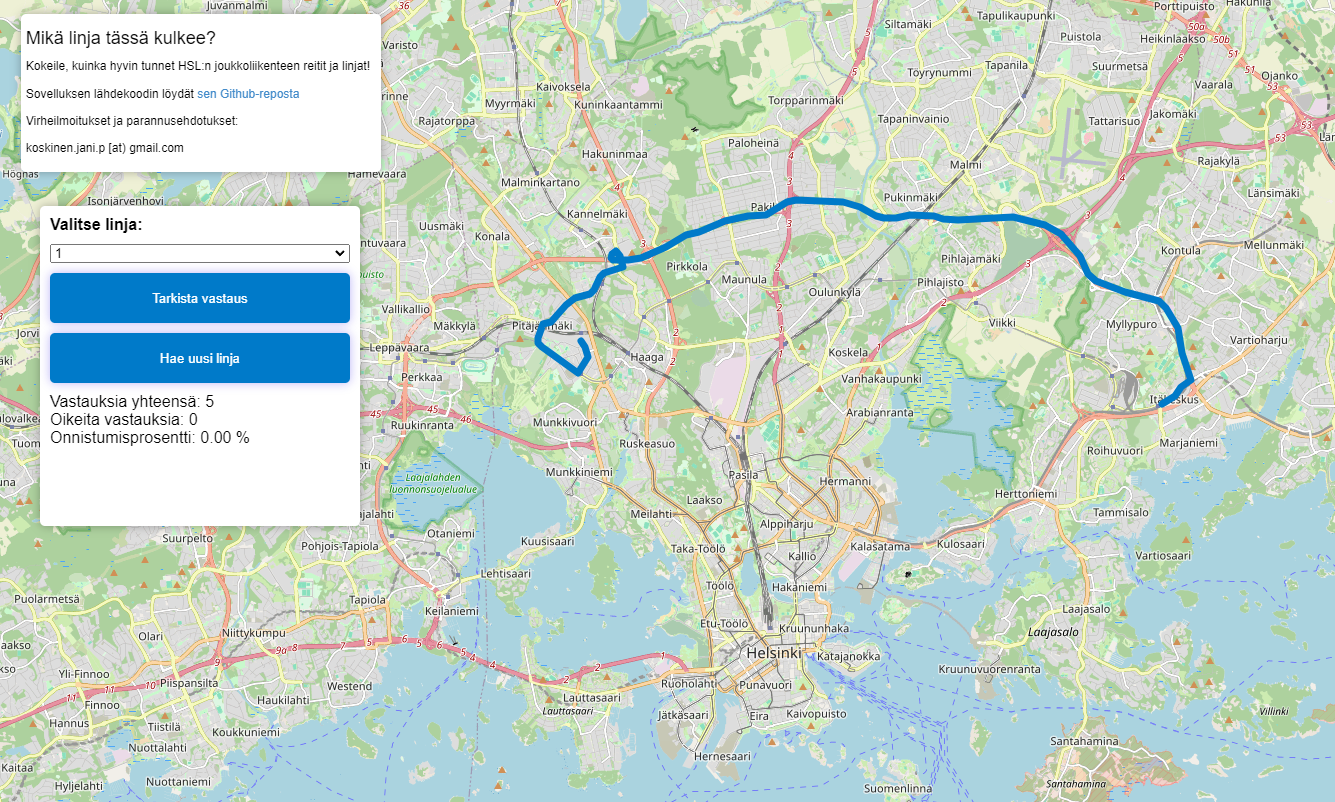 Mikä linja tässä kulkee?
Kokeile, kuinka hyvin tunnet HSL:n joukkoliikenteen reitit ja linjat!
Sovelluksen lähdekoodin löydät sen Github-reposta
Virheilmoitukset ja parannusehdotukset:
koskinen.jani.p [at) gmail.com
Valitse linja:
1
Tarkista vastaus
Hae uusi linja
Vastauksia yhteensä: 5
Oikeita vastauksia: 0
Onnistumisprosentti: 0.00 %
Juvanmalmi
Varisto
Myyrmäki
Rajatorppa
Kaivoksela
Kuninkaantammi
Hakuninmaa
Malminkartano
Hämevaara
Isonjärvenhovi
Uusmäki
Konala
Kannelmäki
Vallikallio
Mäkkylä
Pitäjänmäki
Leppävaara
Perkkaa
Ruukinranta
Haaga
Munkkivuori
Munkkiniemi
Ruskeasuo
Laajalahden
luonnonsuojelualue
Siltamäki
Tapulikaupunki
Puistola
Porttipuisto
Heikinlaakso
Hakunila
Ojanko
Suurmetsä
Vaarala
Tapanila
Töyrynummi
Torpparinmäki
Tapaninvainio
Tattarisuo
Jakomäki
Rajakylä
Paloheinä
Malmi
Pukinmäki
Länsimäki
Mellunmäki
Kontula
Pirkkola
Maunula
Oulunkylä
Pihlajamäki
Pihlajisto
Viikki
Myllypuro
Vartioharju
Koskela
Vanhakaupunki
Arabianranta
Marjaniemi
Roihuvuori
Herttoniemi
Tammisalo
Vartiosaari
Pasila
Hermanni
Laakso
Meilahti
Alppiharju
Taka-Töölö
Kallio
Kalasatama
Kulosaari
Töölö
Hakaniemi
Etu-Töölö
Kruununhaka
Helsinki
Katajanokka
Ruoholahti
Punavuori
Jätkäsaari
Eira
Kaivopuisto
Hernesaari
Laajasalo
Laajasalo
Kruunuvuorenranta
Villinki
Santahamina
Santahamina
Suomenlinna
Suurpelto
Pohjois-Tapiola
Otaniemi
Kuusisaari
Lehtisaari
Puolarmetsä
Tapiola
Keilaniemi
Olari
Niittykumpu
Yli-Finnoo
Piispansilta
Finnoo
Haukilahti
Westend
Hannus
Tiistilä
Koukkuniemi
Nuottalahti
Kaitaa
Hyljelahti
Nuottaniemi
Lauttasaari
Lauttasaari